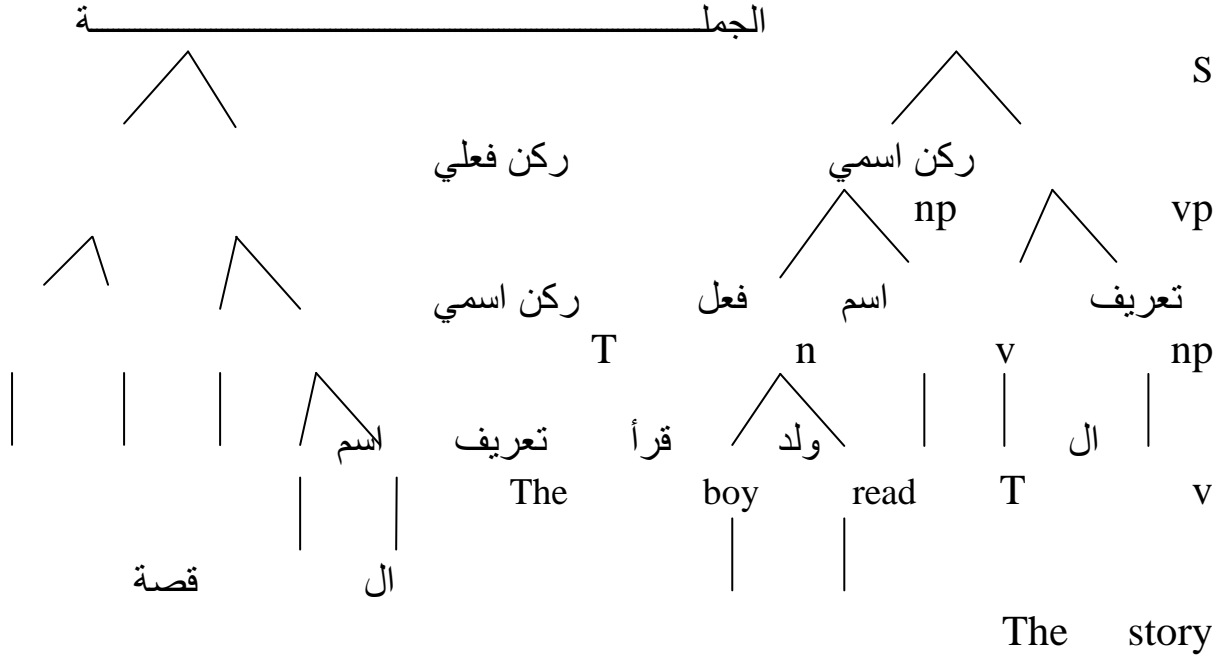 الجملـــــــــــــــــــــــــــــــــــــة
S
ركن اسمي ركن فعلي
np vp
تعريف اسم فعل ركن اسمي
T n v np
ال ولد قرأ تعريف اسم
The boy read T v
ال قصة
The story